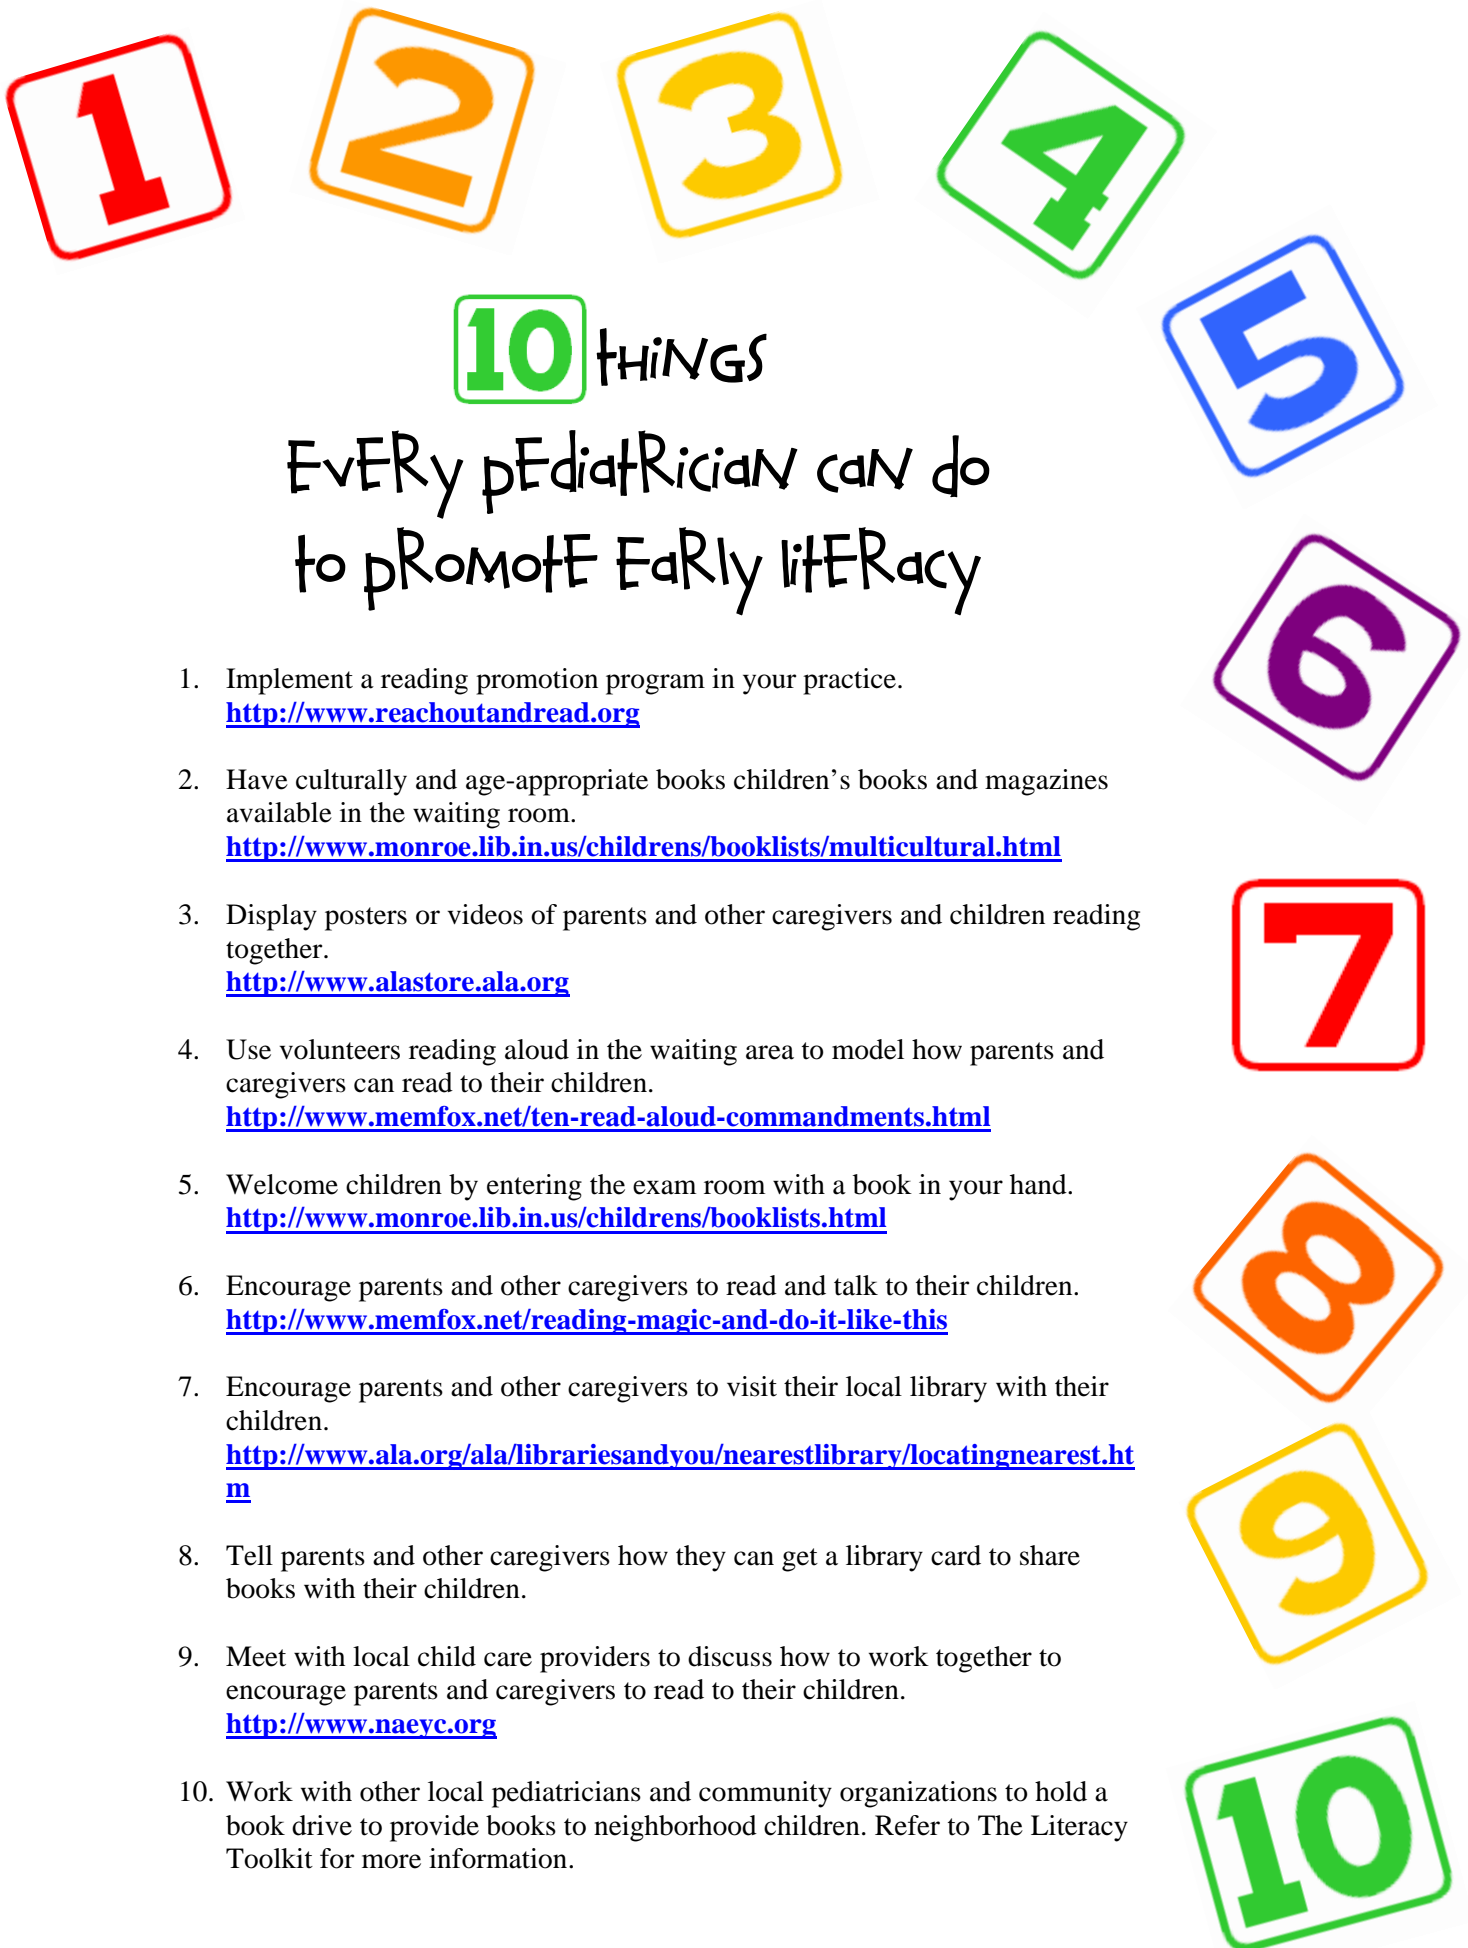 1
2
3
4
5
6
7
8
9
10
10 tHiNGS
EvERy pEdiatRiciaN caN do
to pRoMotE EaRly litERacy
1. Implement a reading promotion program in your practice.
http://www.reachoutandread.org
2. Have culturally and age-appropriate books children’s books and magazines
available in the waiting room.
http://www.monroe.lib.in.us/childrens/booklists/multicultural.html
3. Display posters or videos of parents and other caregivers and children reading
together.
http://www.alastore.ala.org
4. Use volunteers reading aloud in the waiting area to model how parents and
caregivers can read to their children.
http://www.memfox.net/ten-read-aloud-commandments.html
5. Welcome children by entering the exam room with a book in your hand.
http://www.monroe.lib.in.us/childrens/booklists.html
6. Encourage parents and other caregivers to read and talk to their children.
http://www.memfox.net/reading-magic-and-do-it-like-this
7. Encourage parents and other caregivers to visit their local library with their
children.
http://www.ala.org/ala/librariesandyou/nearestlibrary/locatingnearest.ht
m
8. Tell parents and other caregivers how they can get a library card to share
books with their children.
9. Meet with local child care providers to discuss how to work together to
encourage parents and caregivers to read to their children.
http://www.naeyc.org
10. Work with other local pediatricians and community organizations to hold a
book drive to provide books to neighborhood children. Refer to The Literacy
Toolkit for more information.